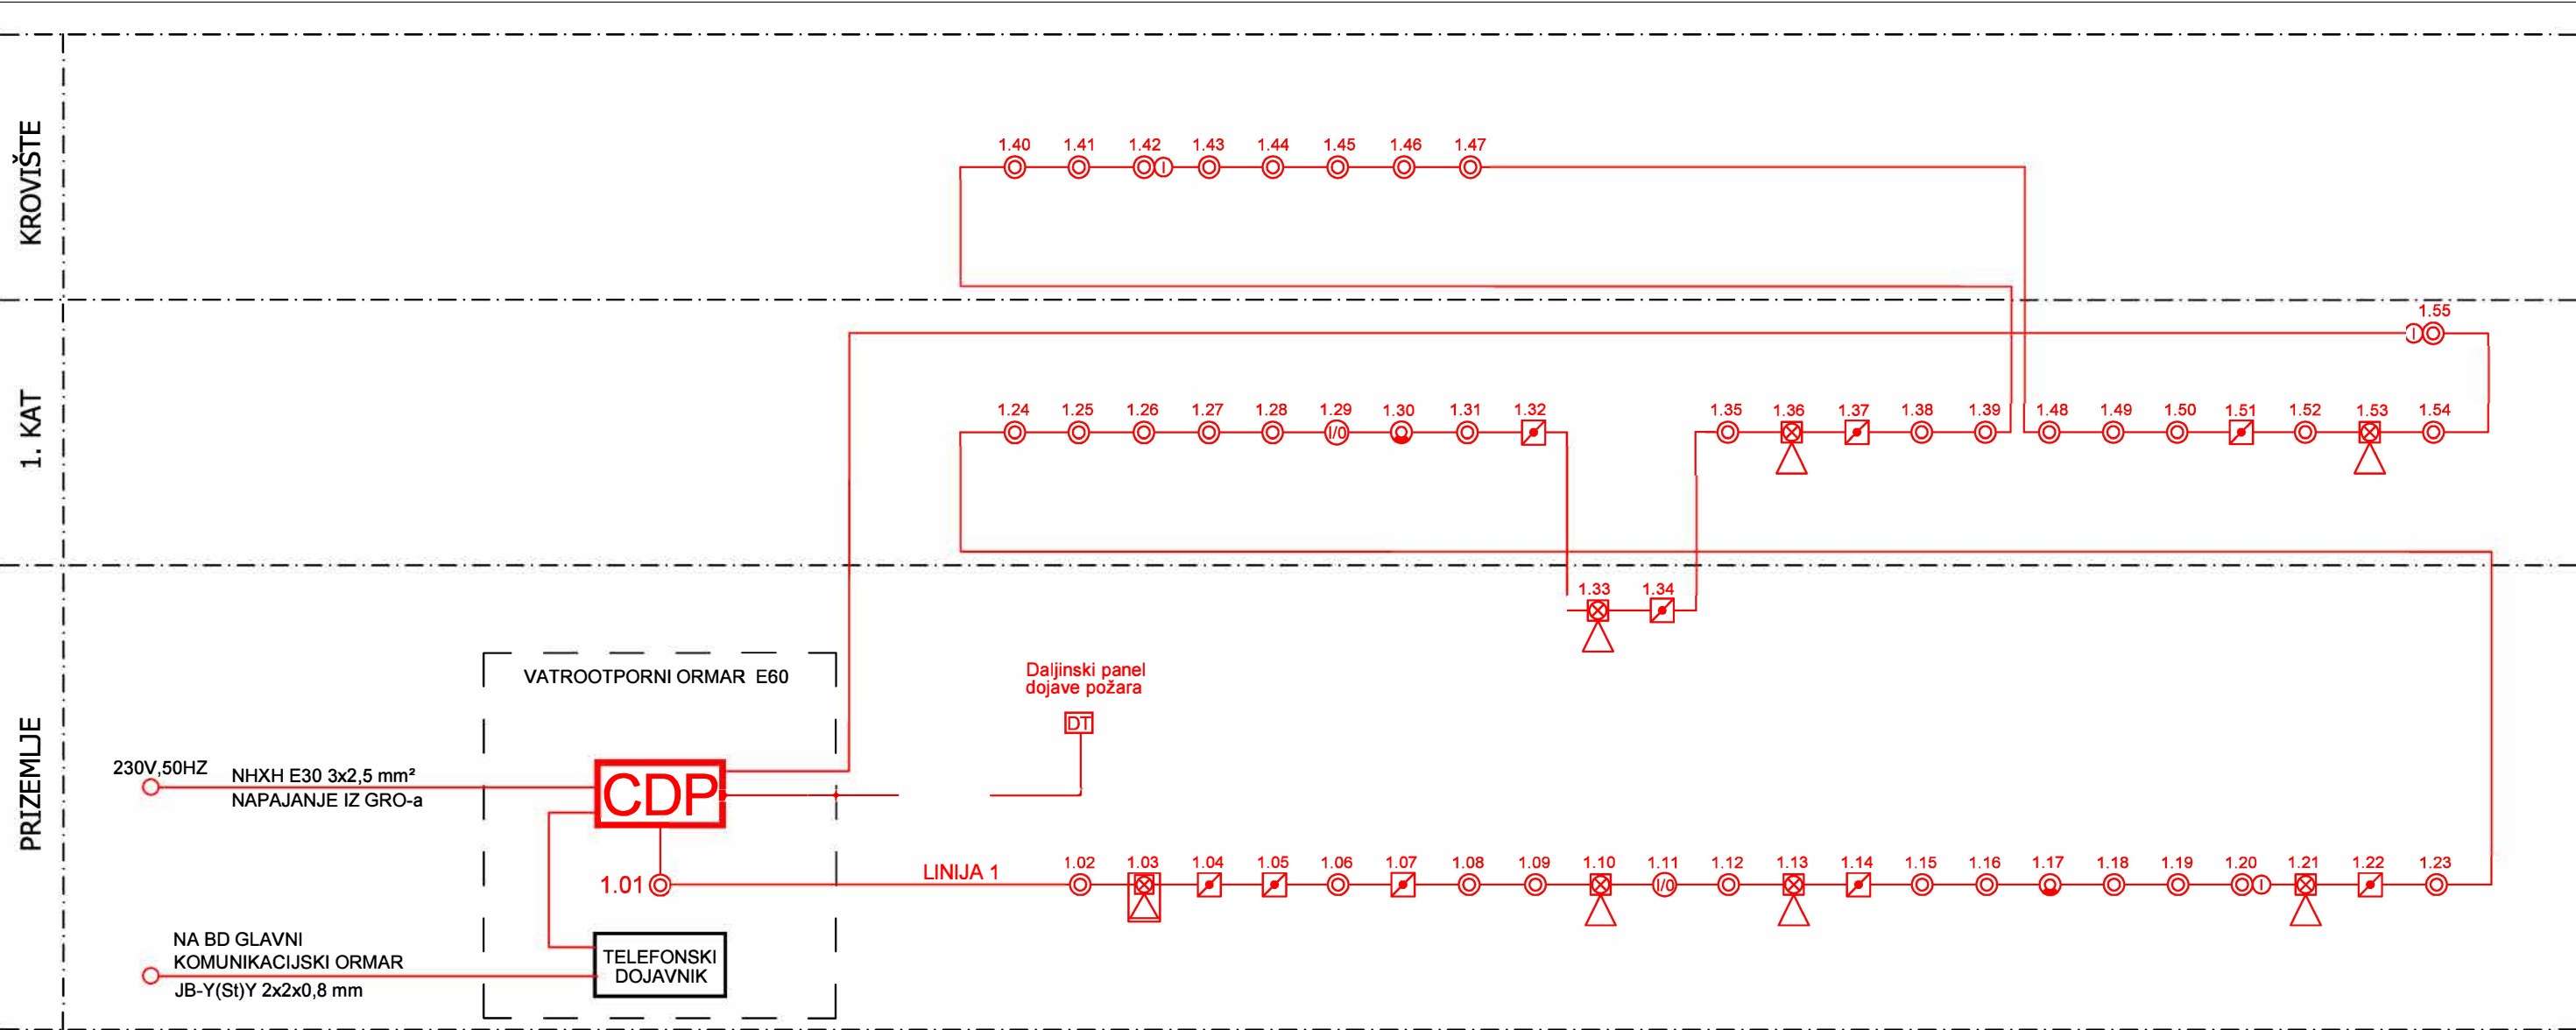 KROVIŠTE
1.40 1.41 1.42 1.43 1.44 1.45 1.46 1.47
I
1. KAT
1.55
I
1.24 1.25 1.26 1.27 1.28 1.29 1.30 1.31 1.32 1.35 1.36 1.37 1.38 1.39 1.48 1.49 1.50 1.51 1.52 1.53 1.54
I/0
PRIZEMLJE
1.33 1.34
VATROOTPORNI ORMAR E60
Daljinski panel
dojave požara
DT
230V,50HZ
NHXH E30 3x2,5 mm²
NAPAJANJE IZ GRO-a
CDP
1.01
LINIJA 1
1.02 1.03 1.04 1.05 1.06 1.07 1.08 1.09 1.10 1.11 1.12 1.13 1.14 1.15 1.16 1.17 1.18 1.19 1.20 1.21 1.22 1.23
I/0 I
NA BD GLAVNI
KOMUNIKACIJSKI ORMAR
JB-Y(St)Y 2x2x0,8 mm
TELEFONSKI
DOJAVNIK